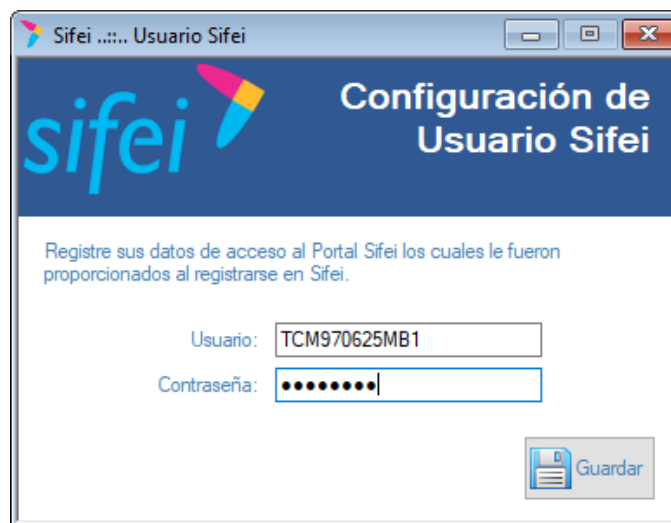 Sifei ..::.. Usuario Sifei
sifei
Configuración de
Usuario Sifei
Registre sus datos de acceso al Portal Sifei los cuales le fueron
proporcionados al registrarse en Sifei.
Usuario: TCM970625MB1
Contraseña: ●●●●●●●●
Guardar